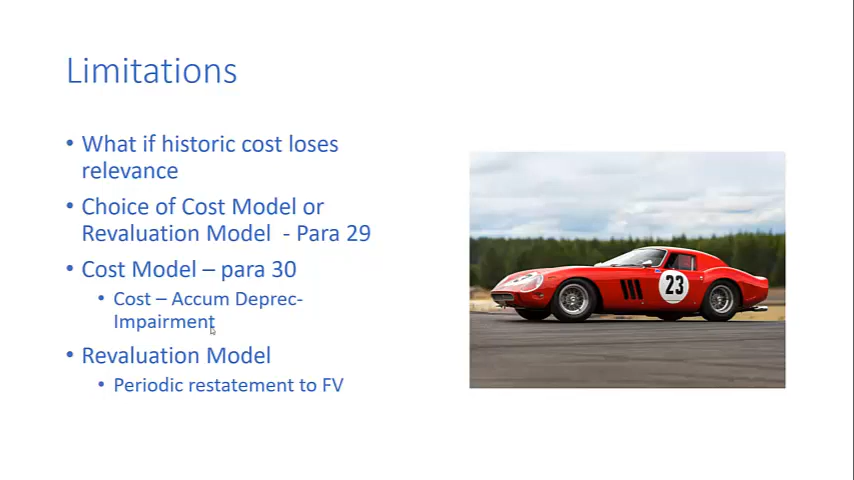 Limitations
• What if historic cost loses
relevance
• Choice of Cost Model or
Revaluation Model - Para 29
• Cost Model – para 30
• Cost – Accum Deprec-
Impairment
• Revaluation Model
• Periodic restatement to FV
23